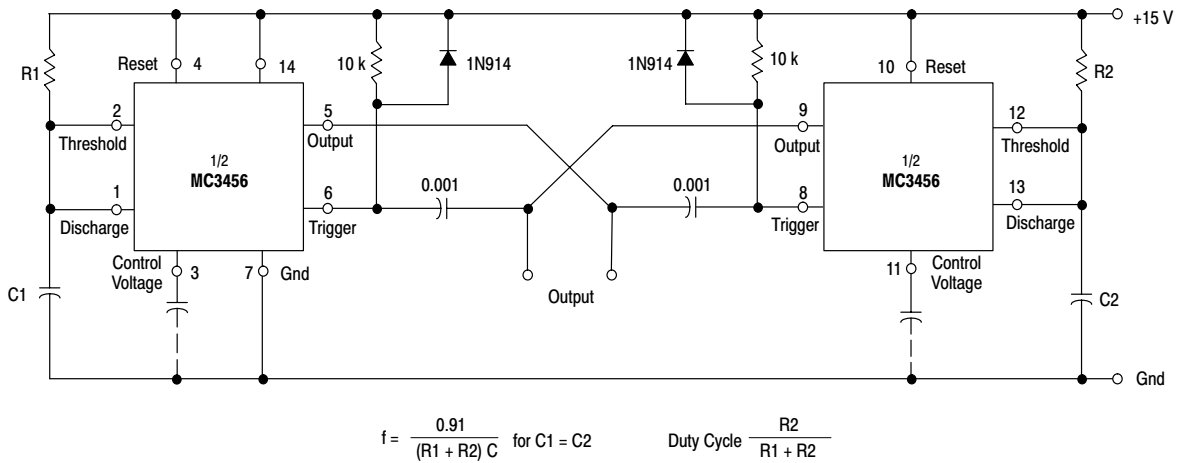 +15 V
R1
Reset
4
14
10 k
1N914
1N914
10 k
10
Reset
R2
2
Threshold
5
Output
9
Output
12
Threshold
1/2
MC3456
1/2
MC3456
1
Discharge
6
Trigger
0.001
0.001
8
Trigger
13
Discharge
Control
Voltage
3
7
Gnd
Output
11
Control
Voltage
C1
C2
Gnd
f = 0.91 / (R1 + R2) C for C1 = C2
Duty Cycle R2 / R1 + R2